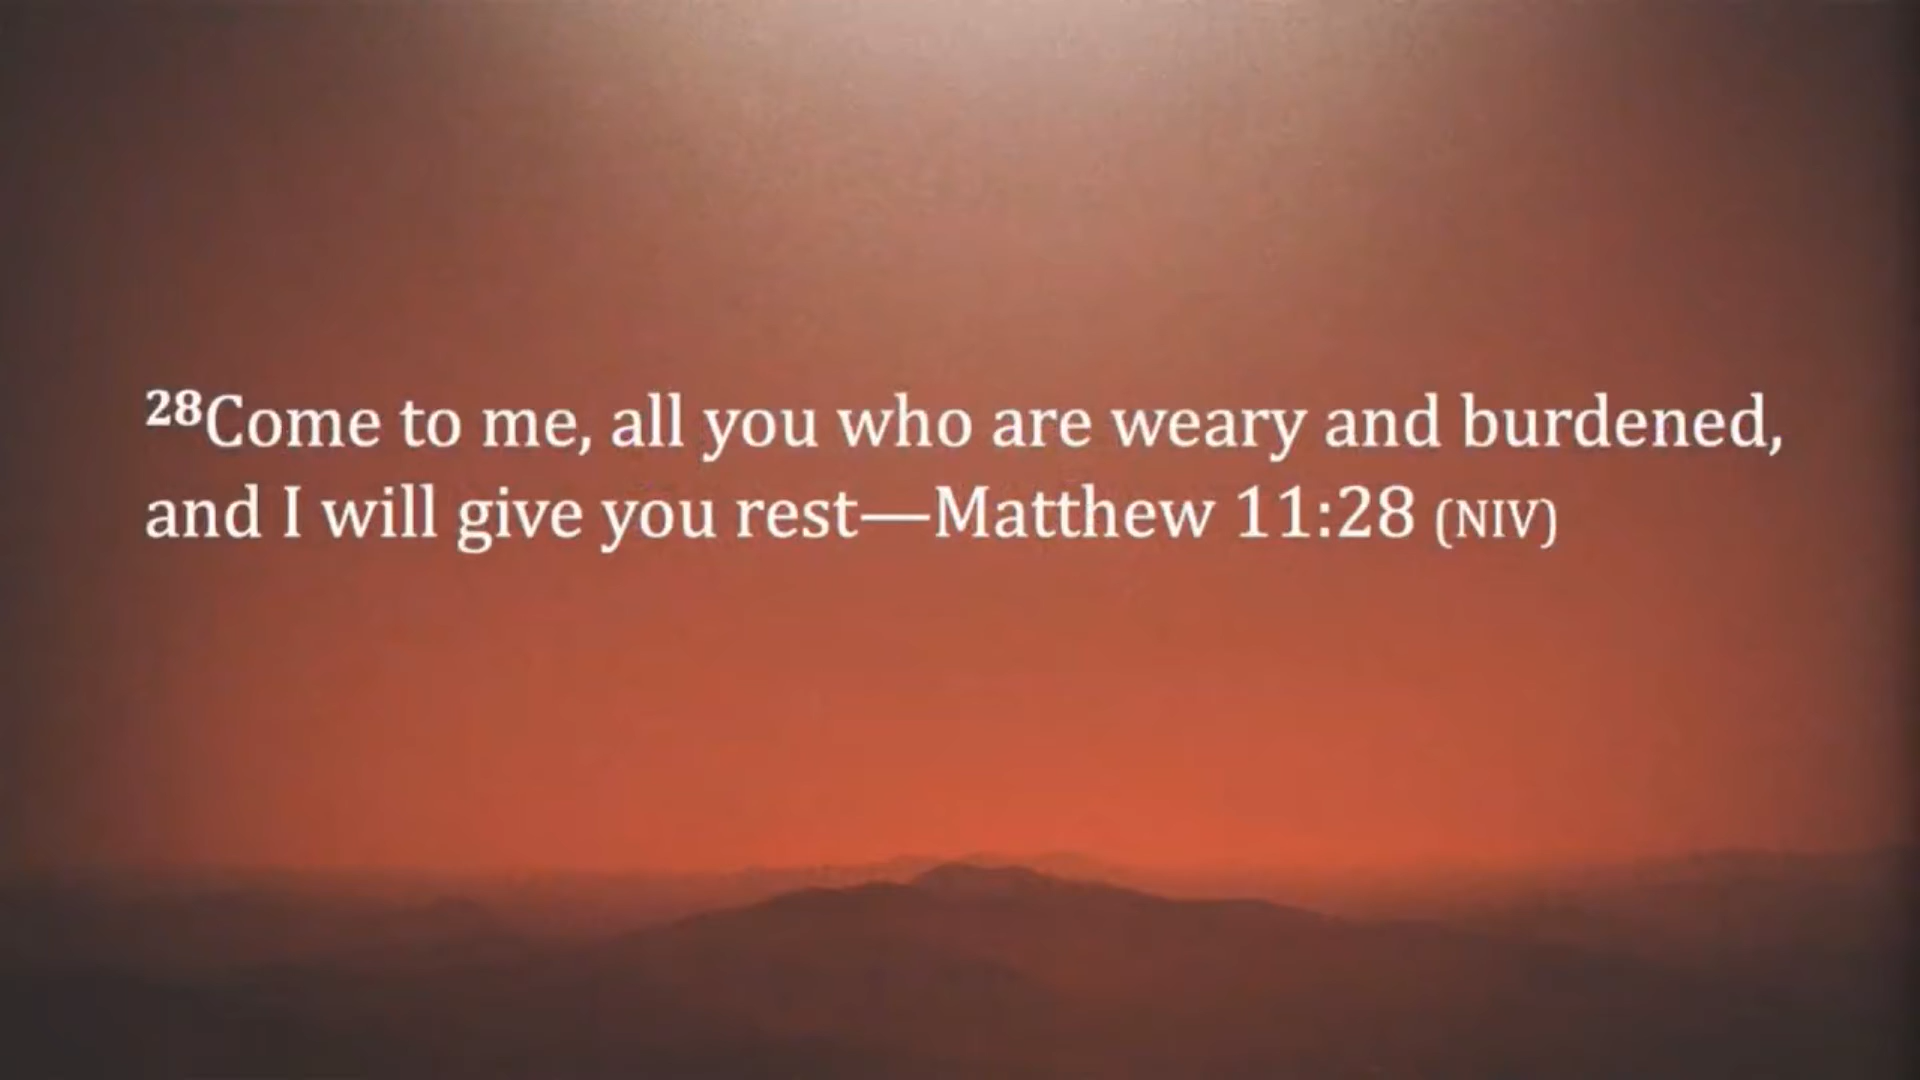 ²⁸Come to me, all you who are weary and burdened,
and I will give you rest—Matthew 11:28 (NIV)